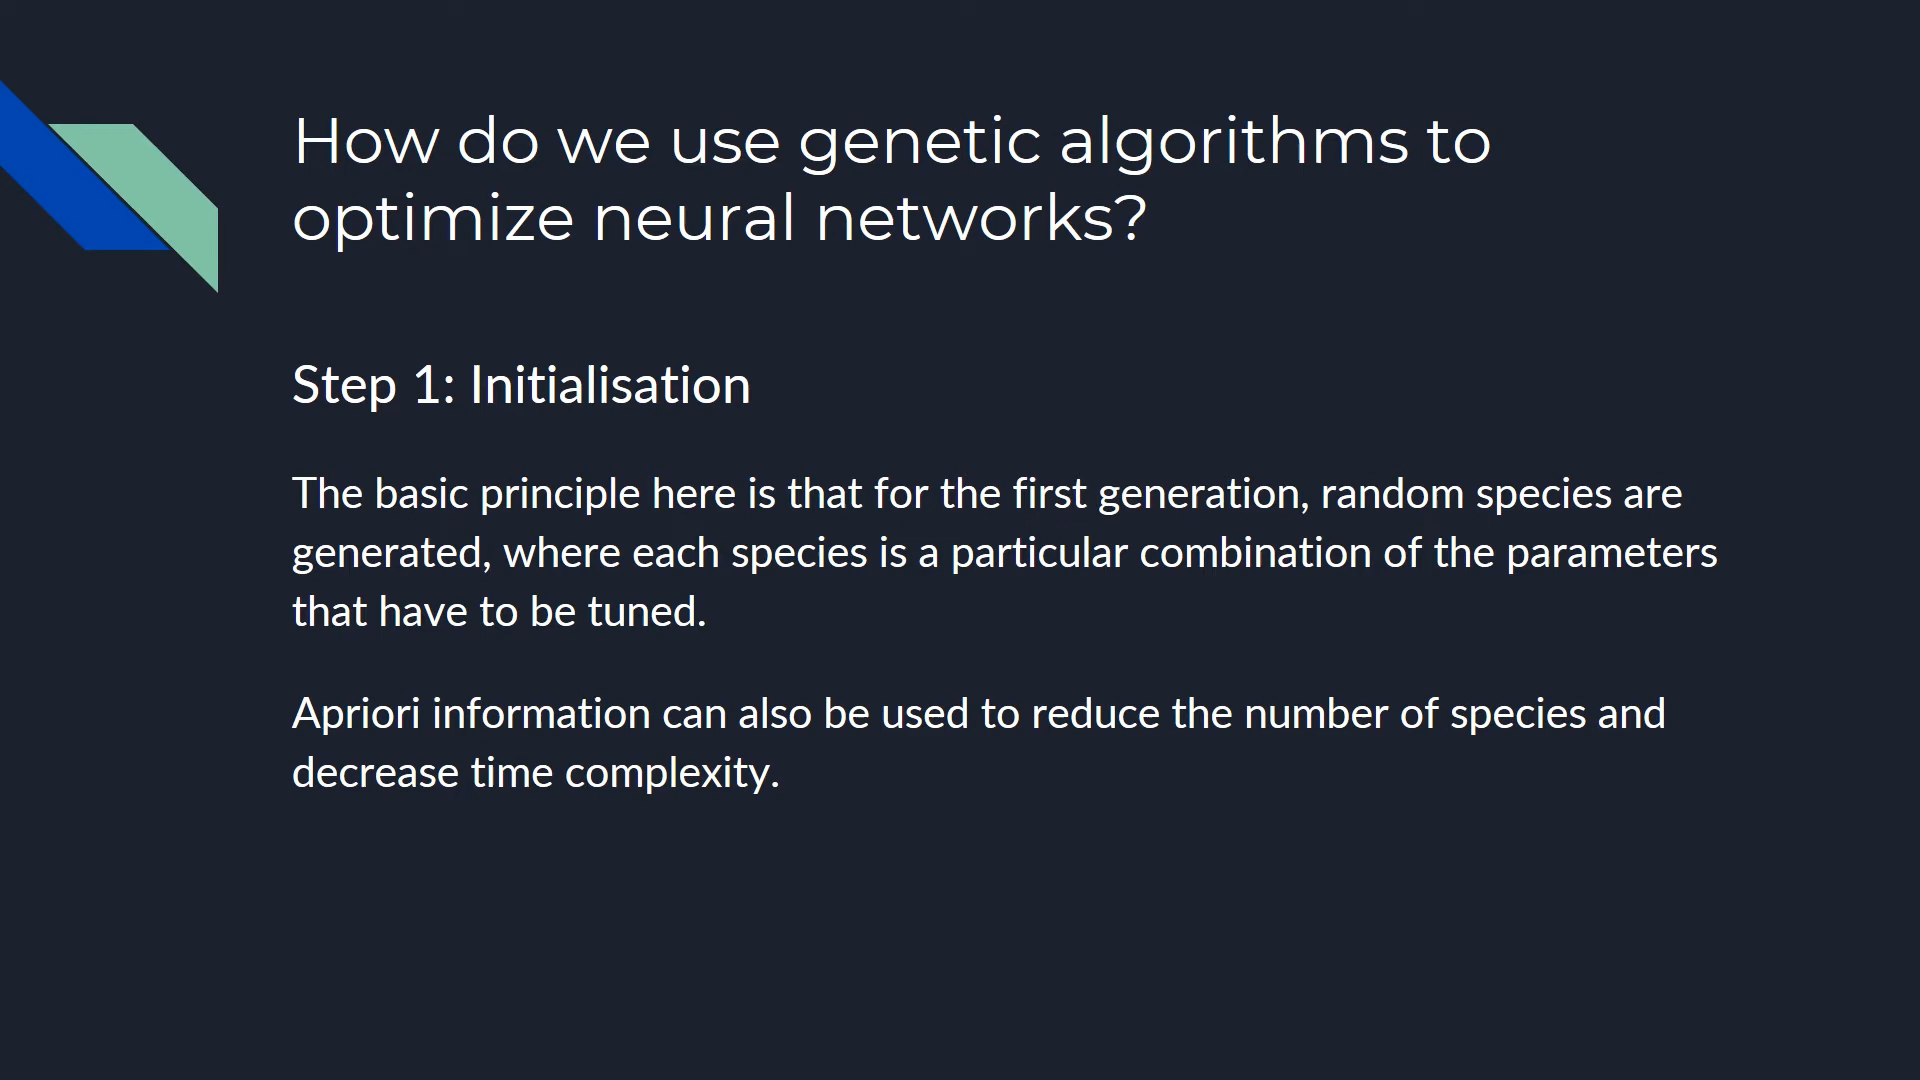 How do we use genetic algorithms to
optimize neural networks?
Step 1: Initialisation
The basic principle here is that for the first generation, random species are
generated, where each species is a particular combination of the parameters
that have to be tuned.
Apriori information can also be used to reduce the number of species and
decrease time complexity.